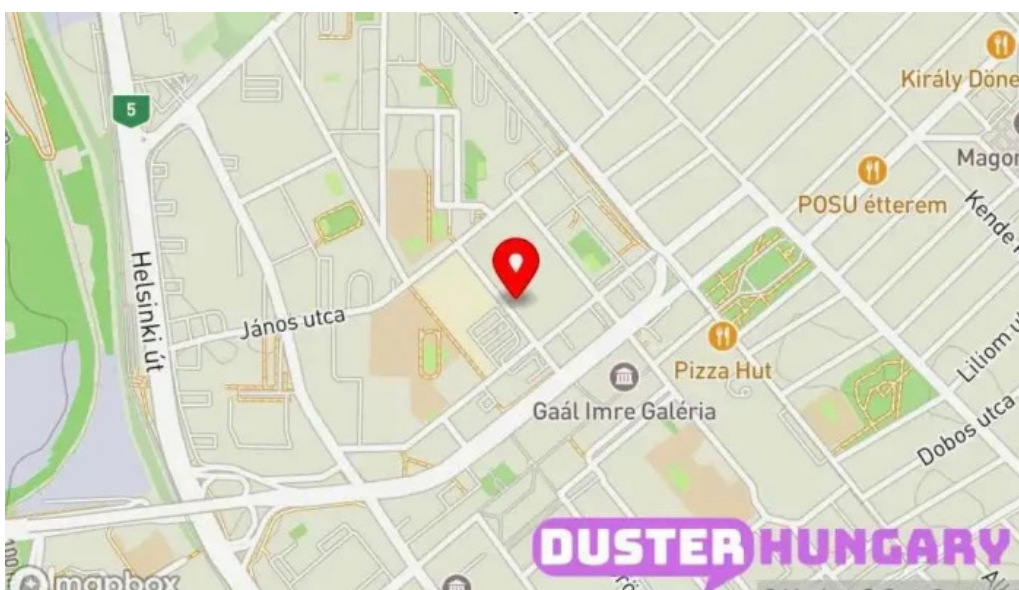 5
Király Döne
Magor
POSU étterem
Kende
Helsinki út
János utca
Pizza Hut
Liliom u
Gaál Imre Galéria
Dobos utca
DUSTER HUNGARY
mapbox